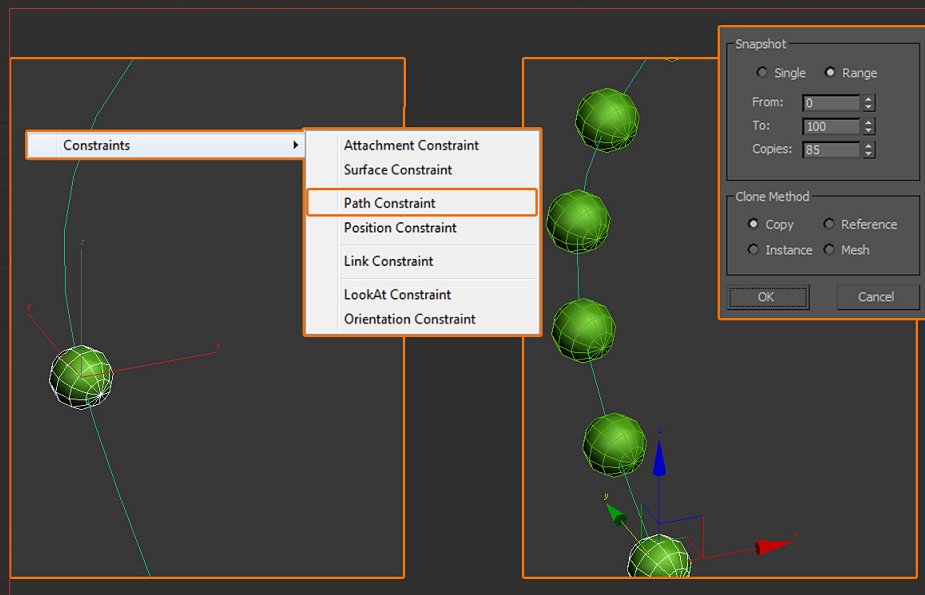 Constraints
Attachment Constraint
Surface Constraint
Path Constraint
Position Constraint
Link Constraint
LookAt Constraint
Orientation Constraint
z
y
x
Snapshot
Single Range
From: 0
To: 100
Copies: 85
Clone Method
Copy Reference
Instance Mesh
OK Cancel
z
y
x